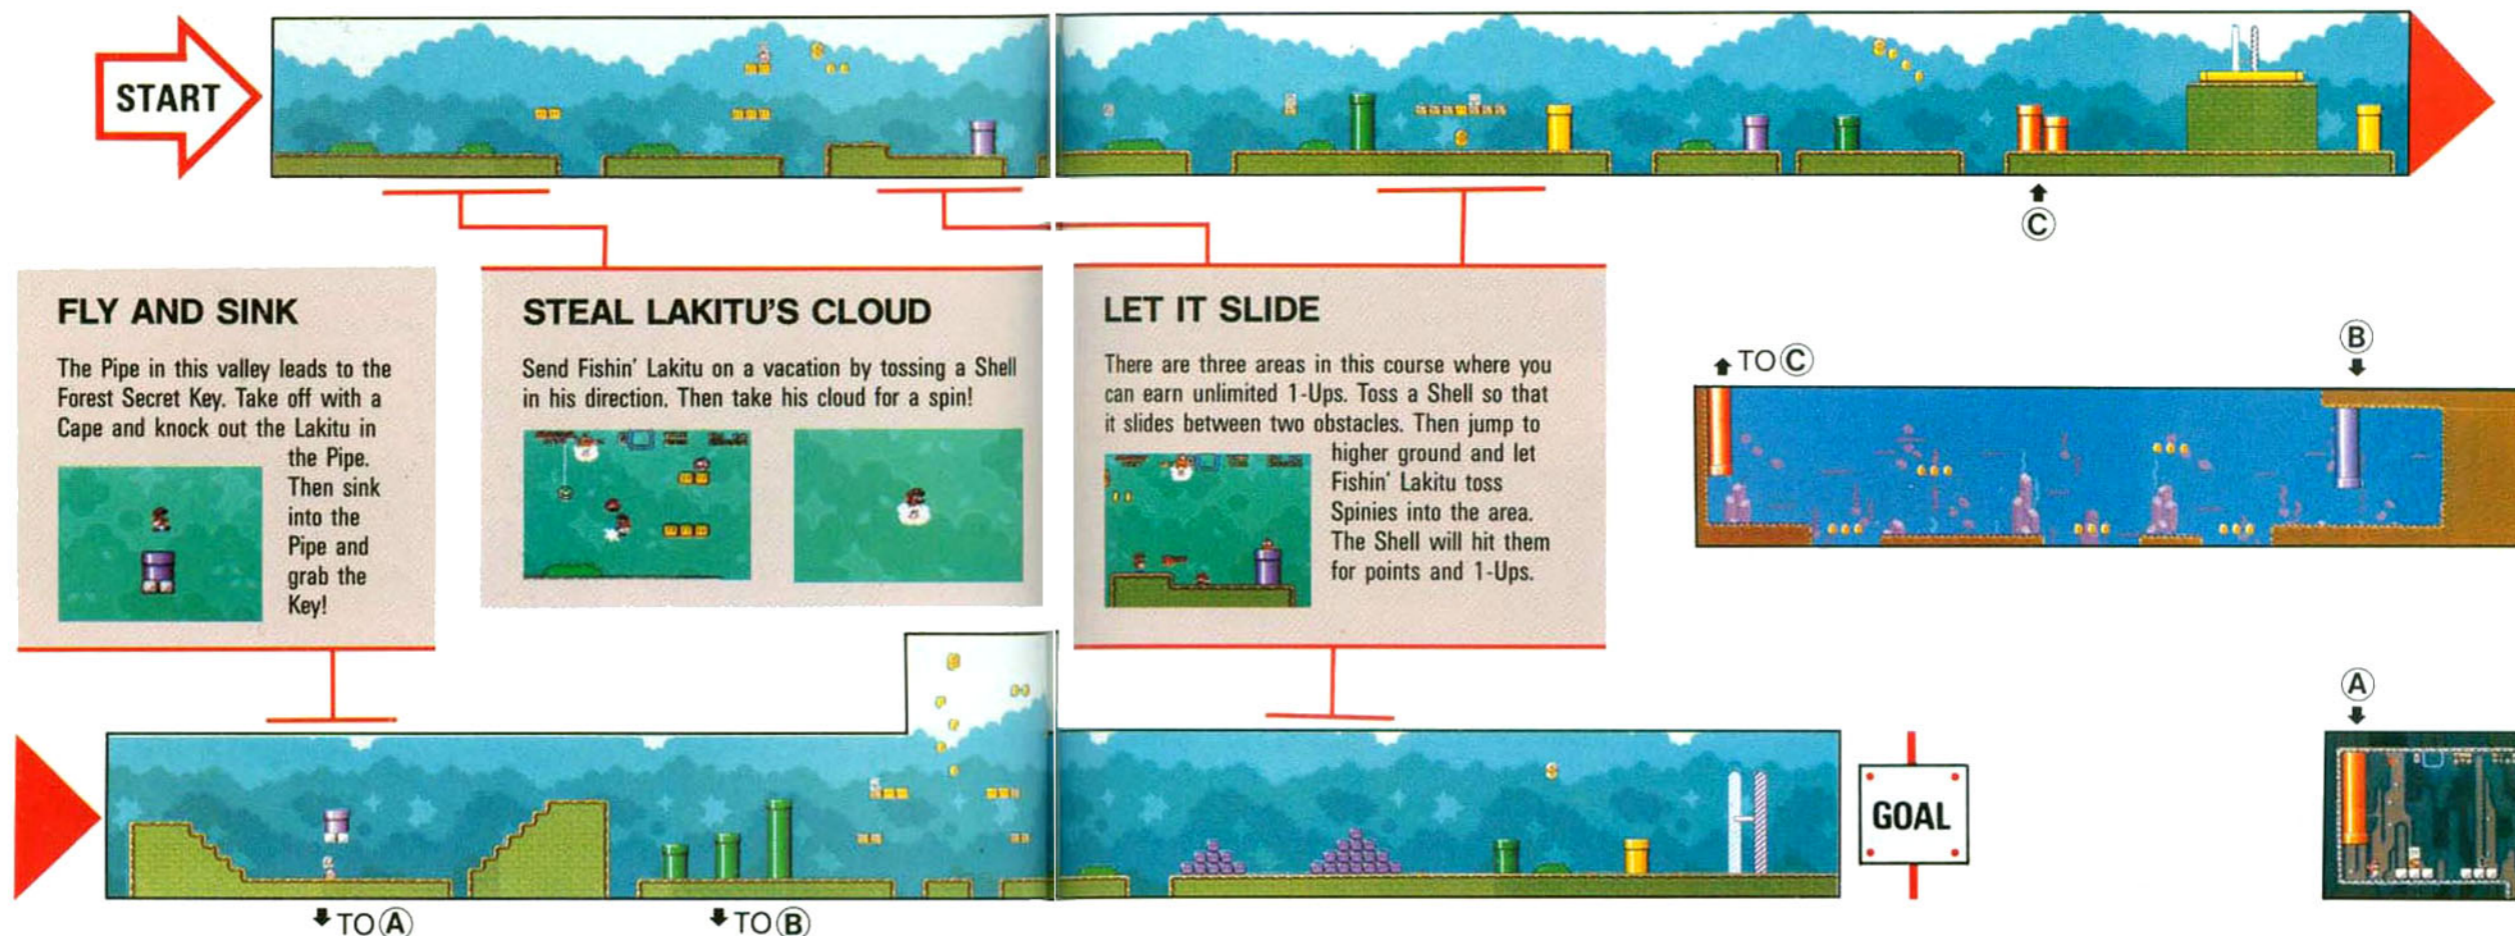 START
C
FLY AND SINK
The Pipe in this valley leads to the
Forest Secret Key. Take off with a
Cape and knock out the Lakitu in
the Pipe.
Then sink
into the
Pipe and
grab the
Key!
STEAL LAKITU'S CLOUD
Send Fishin' Lakitu on a vacation by tossing a Shell
in his direction. Then take his cloud for a spin!
LET IT SLIDE
There are three areas in this course where you
can earn unlimited 1-Ups. Toss a Shell so that
it slides between two obstacles. Then jump to
higher ground and let
Fishin' Lakitu toss
Spinies into the area.
The Shell will hit them
for points and 1-Ups.
TO C
B
A
GOAL
TO A
TO B